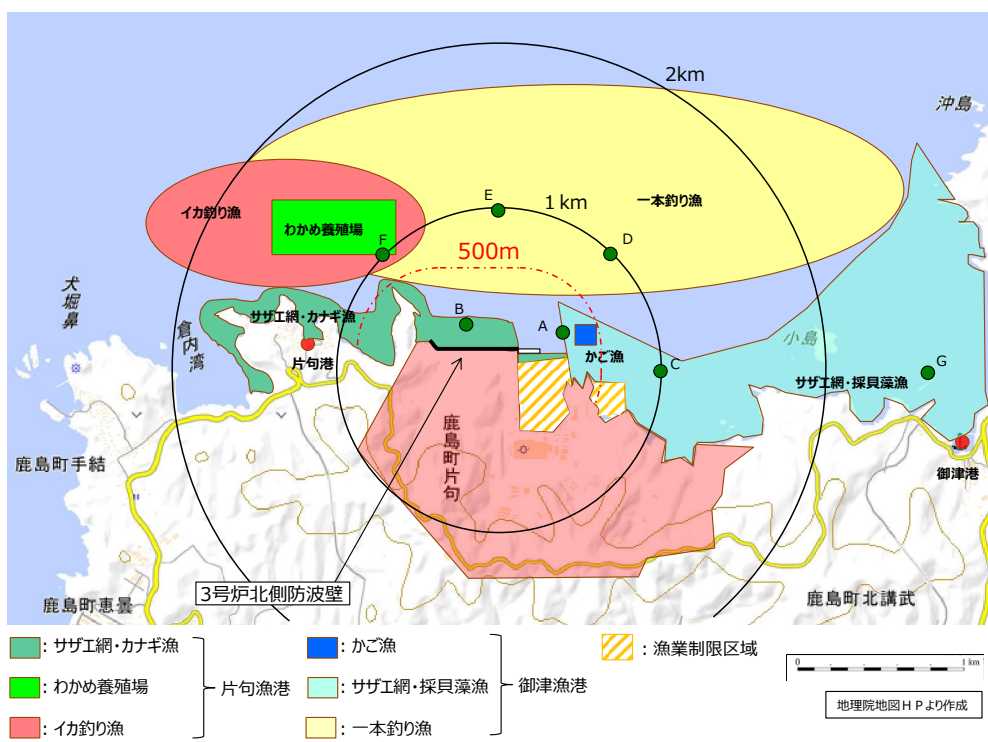 2km
沖島
イカ釣り漁
E
1km
一本釣り漁
わかめ養殖場
D
F
500m
犬堀鼻
サザエ網・カナギ漁
倉内湾
B
A
小島
片句港
かご漁
C
サザエ網・採貝藻漁
G
鹿島町片句
鹿島町手結
御津港
3号炉北側防波壁
鹿島町恵曇
鹿島町北講武
：サザエ網・カナギ漁
：わかめ養殖場
：イカ釣り漁
片句漁港
：かご漁
：サザエ網・採貝藻漁
：一本釣り漁
御津漁港
：漁業制限区域
0 1 km
地理院地図HPより作成